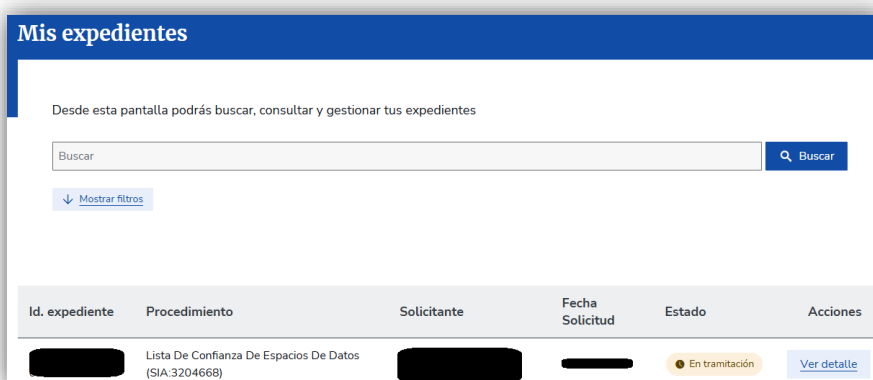 Mis expedientes
Desde esta pantalla podrás buscar, consultar y gestionar tus expedientes
Buscar
Buscar
Mostrar filtros
Id. expediente Procedimiento Solicitante Fecha Solicitud Estado Acciones
Lista De Confianza De Espacios De Datos (SIA:3204668) En tramitación Ver detalle